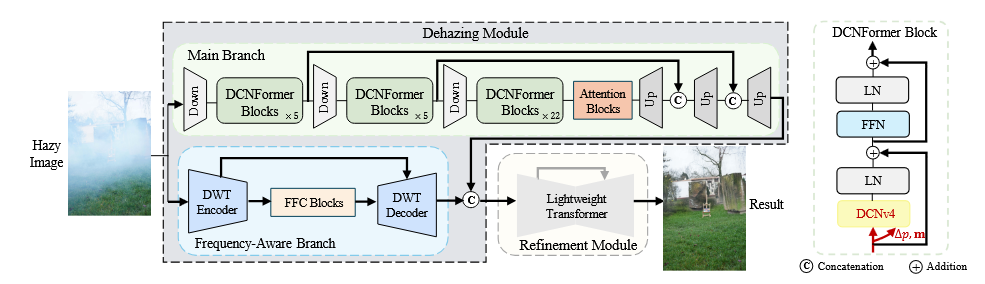 Dehazing Module
Main Branch
Down
DCNFormer
Blocks ×5
Down
DCNFormer
Blocks ×5
Down
DCNFormer
Blocks ×22
Attention
Blocks
Up
C
Up
C
Up
Hazy
Image
DWT
Encoder
FFC Blocks
DWT
Decoder
Frequency-Aware Branch
C
Lightweight
Transformer
Refinement Module
Result
DCNFormer Block
LN
FFN
LN
DCNv4
Δp, m
C Concatenation
+ Addition